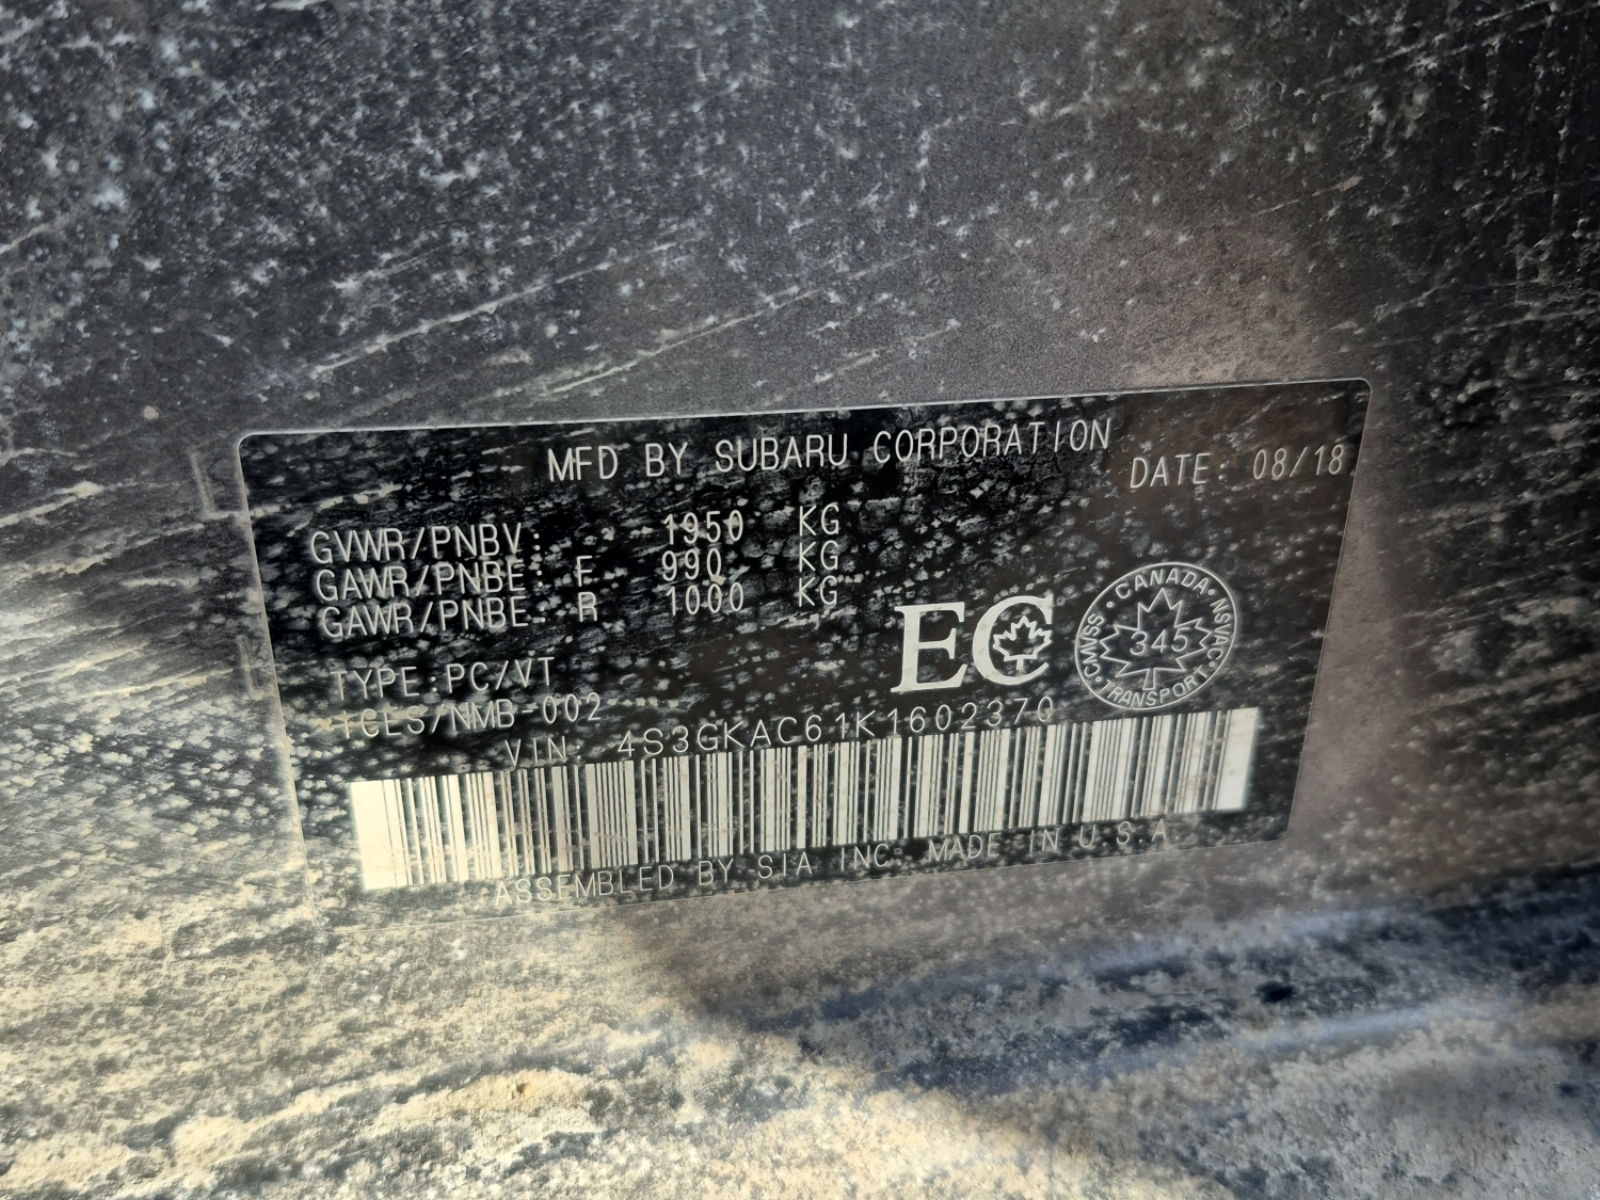 MFD BY SUBARU CORPORATION
DATE: 08/18
GVWR/PNBV: 1950 KG
GAWR/PNBE: F 990 KG
GAWR/PNBE R 1000 KG
EC
CANADA · NSVAC · TRANSPORT · CMVSS ·
345
TYPE:PC/VT
ICES/NMB-002
VIN: 4S3GKAC61K1602370
ASSEMBLED BY SIA INC. MADE IN U.S.A